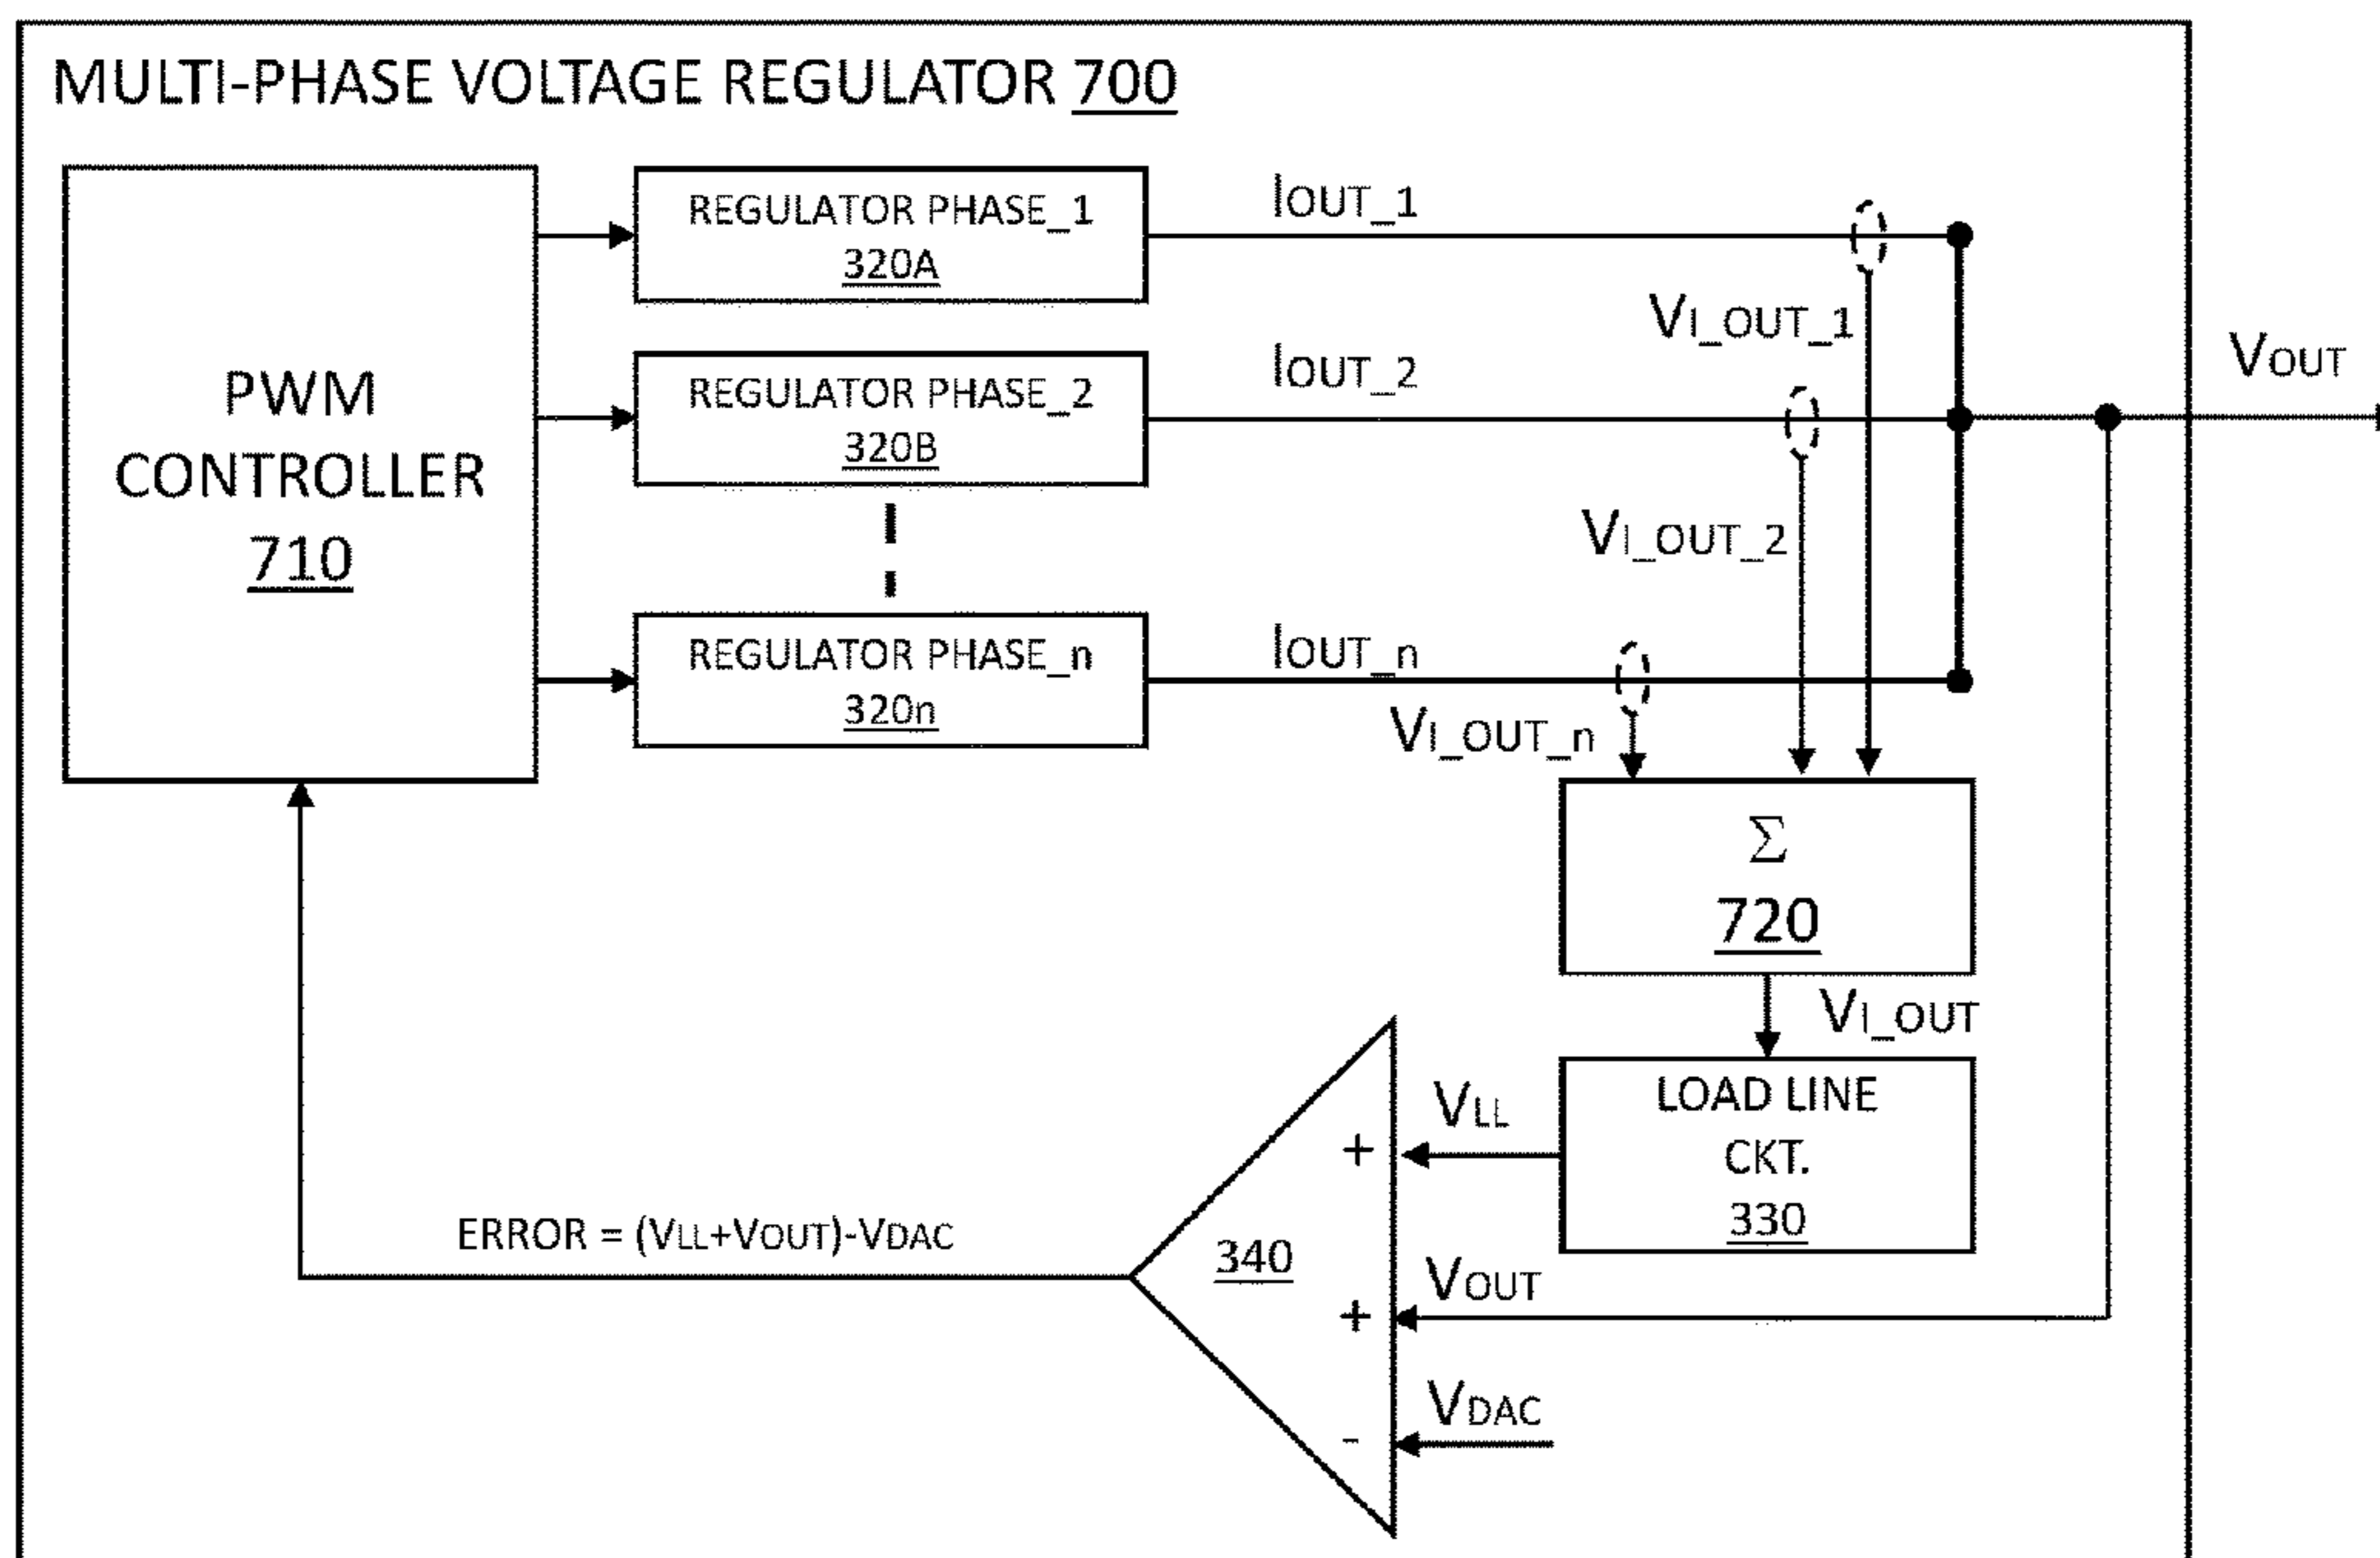 MULTI-PHASE VOLTAGE REGULATOR 700
PWM
CONTROLLER
710
REGULATOR PHASE_1
320A
IOUT_1
VI_OUT_1
REGULATOR PHASE_2
320B
IOUT_2
VI_OUT_2
VOUT
REGULATOR PHASE_n
320n
IOUT_n
VI_OUT_n
Σ
720
VI_OUT
LOAD LINE
CKT.
330
VLL
+
340
VOUT
+
VDAC
-
ERROR = (VLL+VOUT)-VDAC